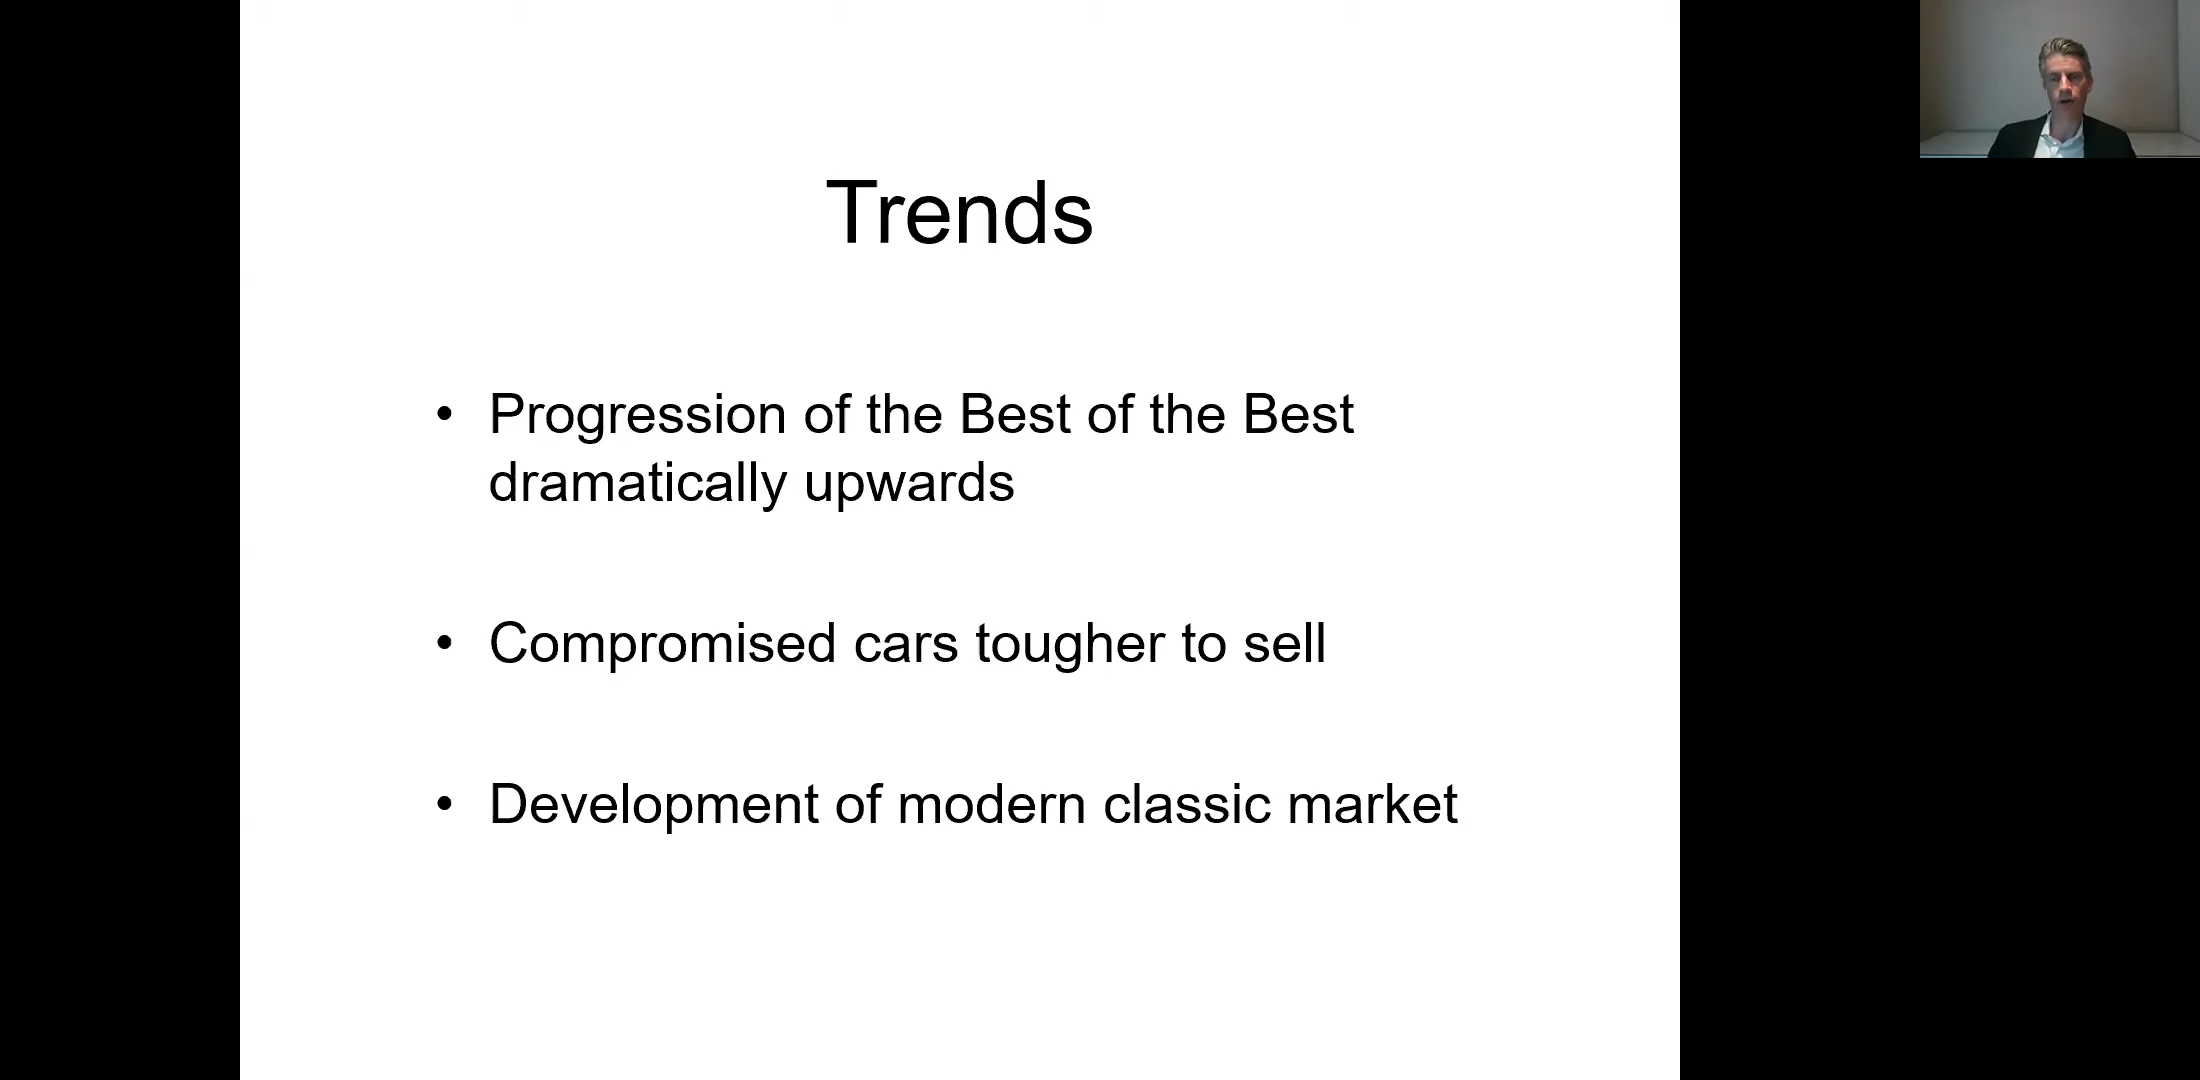 Trends
• Progression of the Best of the Best
dramatically upwards
• Compromised cars tougher to sell
• Development of modern classic market